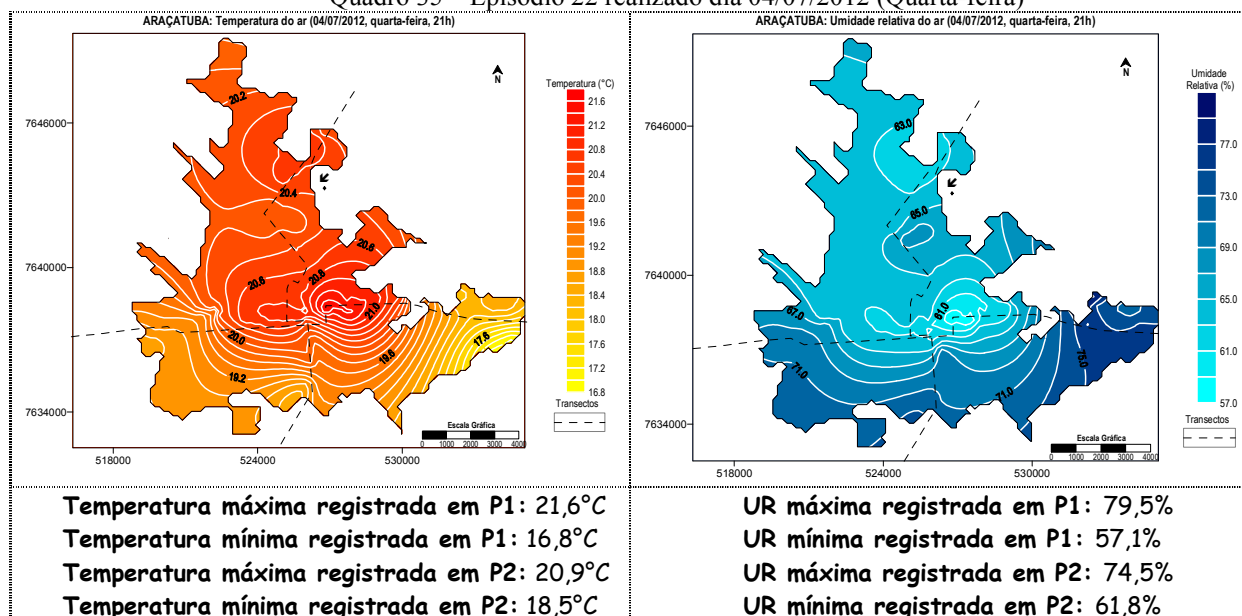 Quadro 35 – Episódio 22 realizado dia 04/07/2012 (Quarta-feira)
ARAÇATUBA: Temperatura do ar (04/07/2012, quarta-feira, 21h)
N
Temperatura (°C)
21.6
21.2
20.8
20.4
20.0
19.6
19.2
18.8
18.4
18.0
17.6
17.2
16.8
Transectos
7646000
7640000
7634000
20.2
20.4
20.8
20.6
20.8
21.0
20.0
19.6
17.6
19.2
Escala Gráfica
0 1000 2000 3000 4000
518000 524000 530000
ARAÇATUBA: Umidade relativa do ar (04/07/2012, quarta-feira, 21h)
N
Umidade
Relativa (%)
77.0
73.0
69.0
65.0
61.0
57.0
Transectos
7646000
7640000
7634000
63.0
65.0
61.0
67.0
71.0
71.0
75.0
Escala Gráfica
0 1000 2000 3000 4000
518000 524000 530000
Temperatura máxima registrada em P1: 21,6°C
Temperatura mínima registrada em P1: 16,8°C
Temperatura máxima registrada em P2: 20,9°C
Temperatura mínima registrada em P2: 18,5°C
UR máxima registrada em P1: 79,5%
UR mínima registrada em P1: 57,1%
UR máxima registrada em P2: 74,5%
UR mínima registrada em P2: 61,8%